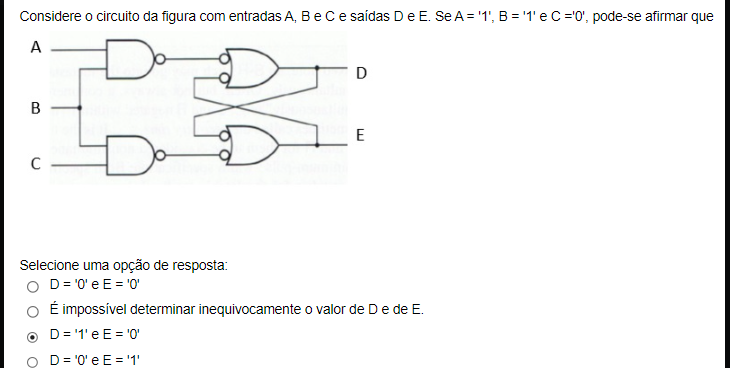 Considere o circuito da figura com entradas A, B e C e saídas D e E. Se A = '1', B = '1' e C ='0', pode-se afirmar que
A
D
B
E
C
Selecione uma opção de resposta:
D = '0' e E = '0'
É impossível determinar inequivocamente o valor de D e de E.
D = '1' e E = '0'
D = '0' e E = '1'